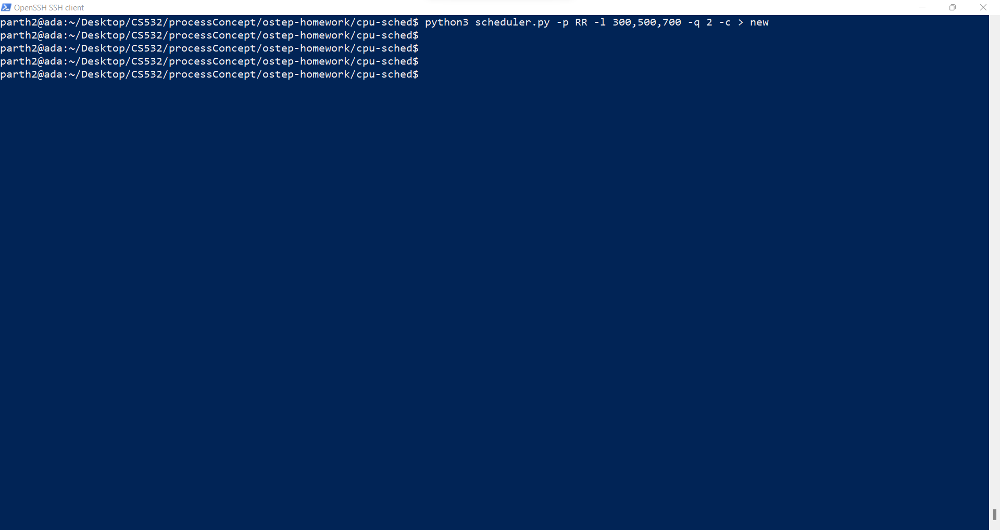 OpenSSH SSH client
parth2@ada:~/Desktop/CS532/processConcept/ostep-homework/cpu-sched$ python3 scheduler.py -p RR -l 300,500,700 -q 2 -c > new
parth2@ada:~/Desktop/CS532/processConcept/ostep-homework/cpu-sched$
parth2@ada:~/Desktop/CS532/processConcept/ostep-homework/cpu-sched$
parth2@ada:~/Desktop/CS532/processConcept/ostep-homework/cpu-sched$
parth2@ada:~/Desktop/CS532/processConcept/ostep-homework/cpu-sched$